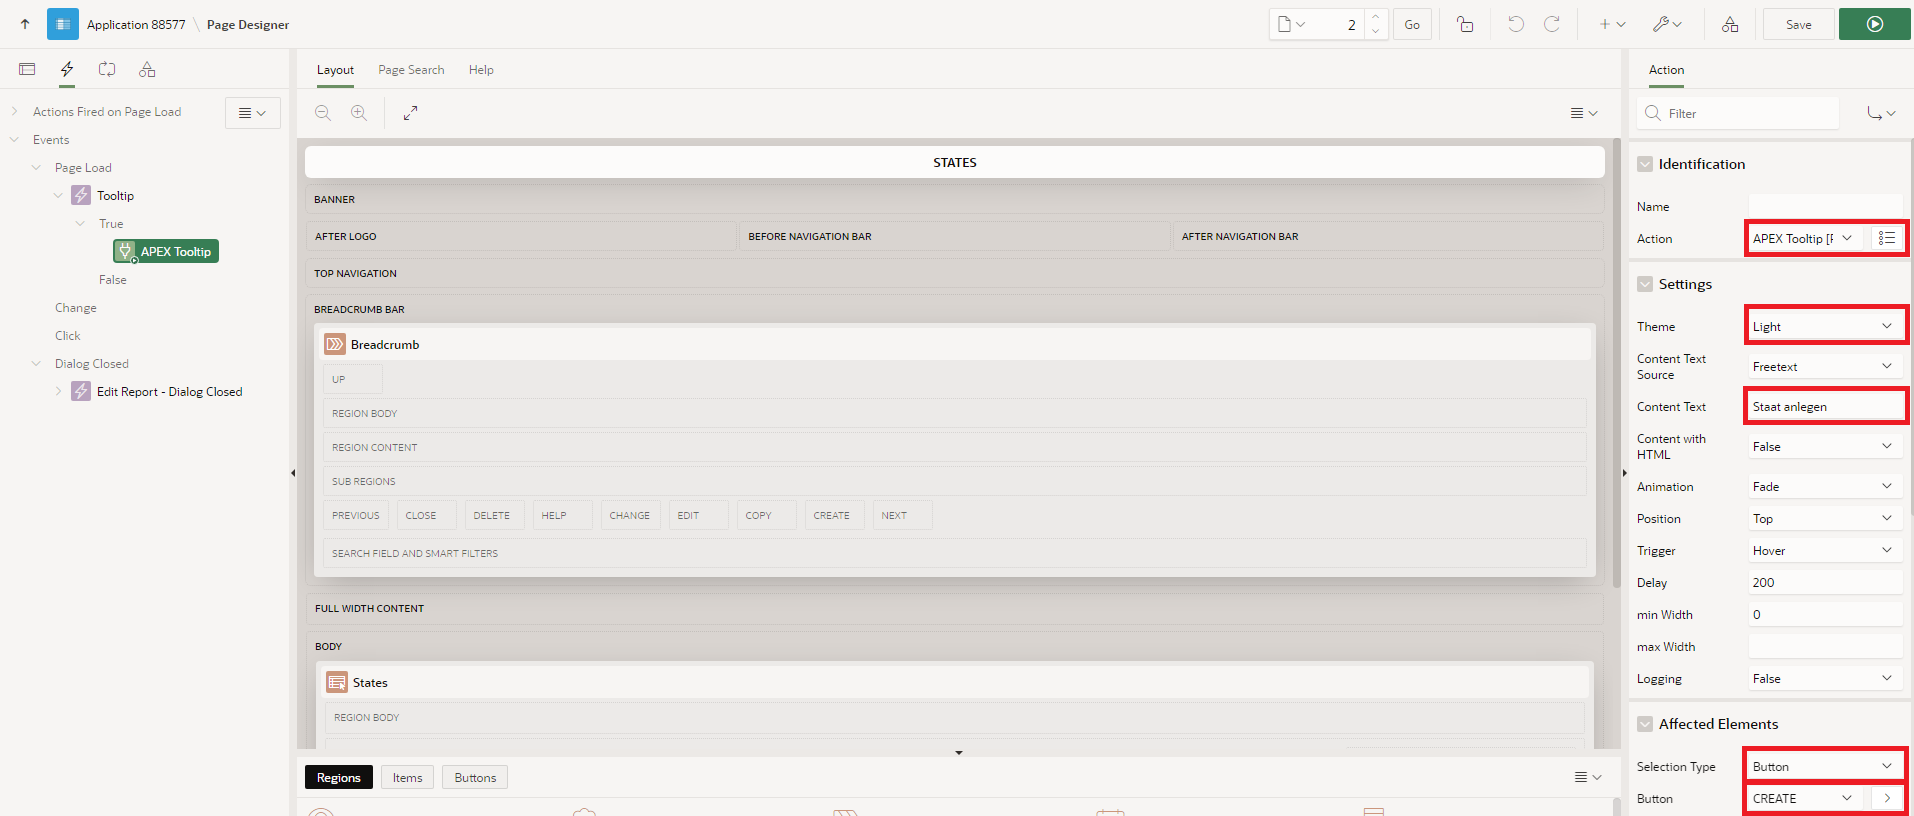 Application 88577 \ Page Designer
2
Go
Save
Actions Fired on Page Load
Events
Page Load
Tooltip
True
APEX Tooltip
False
Change
Click
Dialog Closed
Edit Report - Dialog Closed
Layout Page Search Help
STATES
BANNER
AFTER LOGO BEFORE NAVIGATION BAR AFTER NAVIGATION BAR
TOP NAVIGATION
BREADCRUMB BAR
Breadcrumb
UP
REGION BODY
REGION CONTENT
SUB REGIONS
PREVIOUS CLOSE DELETE HELP CHANGE EDIT COPY CREATE NEXT
SEARCH FIELD AND SMART FILTERS
FULL WIDTH CONTENT
BODY
States
REGION BODY
Regions Items Buttons
Action
Filter
Identification
Name
Action APEX Tooltip [
Settings
Theme Light
Content Text
Source Freetext
Content Text Staat anlegen
Content with
HTML False
Animation Fade
Position Top
Trigger Hover
Delay 200
min Width 0
max Width
Logging False
Affected Elements
Selection Type Button
Button CREATE